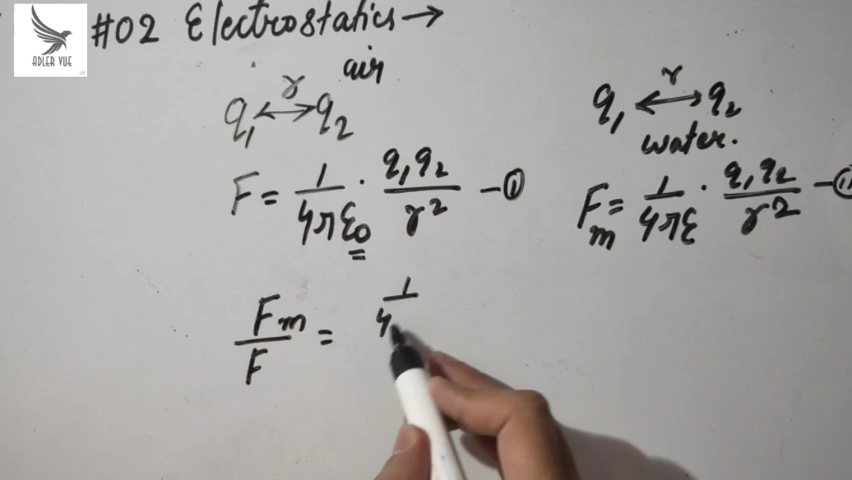 ADLER VUE
#02 Electrostatics →
air
q₁ ↔ q₂
r
F = 1/4πε₀ · q₁q₂/r² — ①
r
q₁ ↔ q₂
water.
Fₘ = 1/4πε · q₁q₂/r² — ⑪
Fₘ/F = 1/4